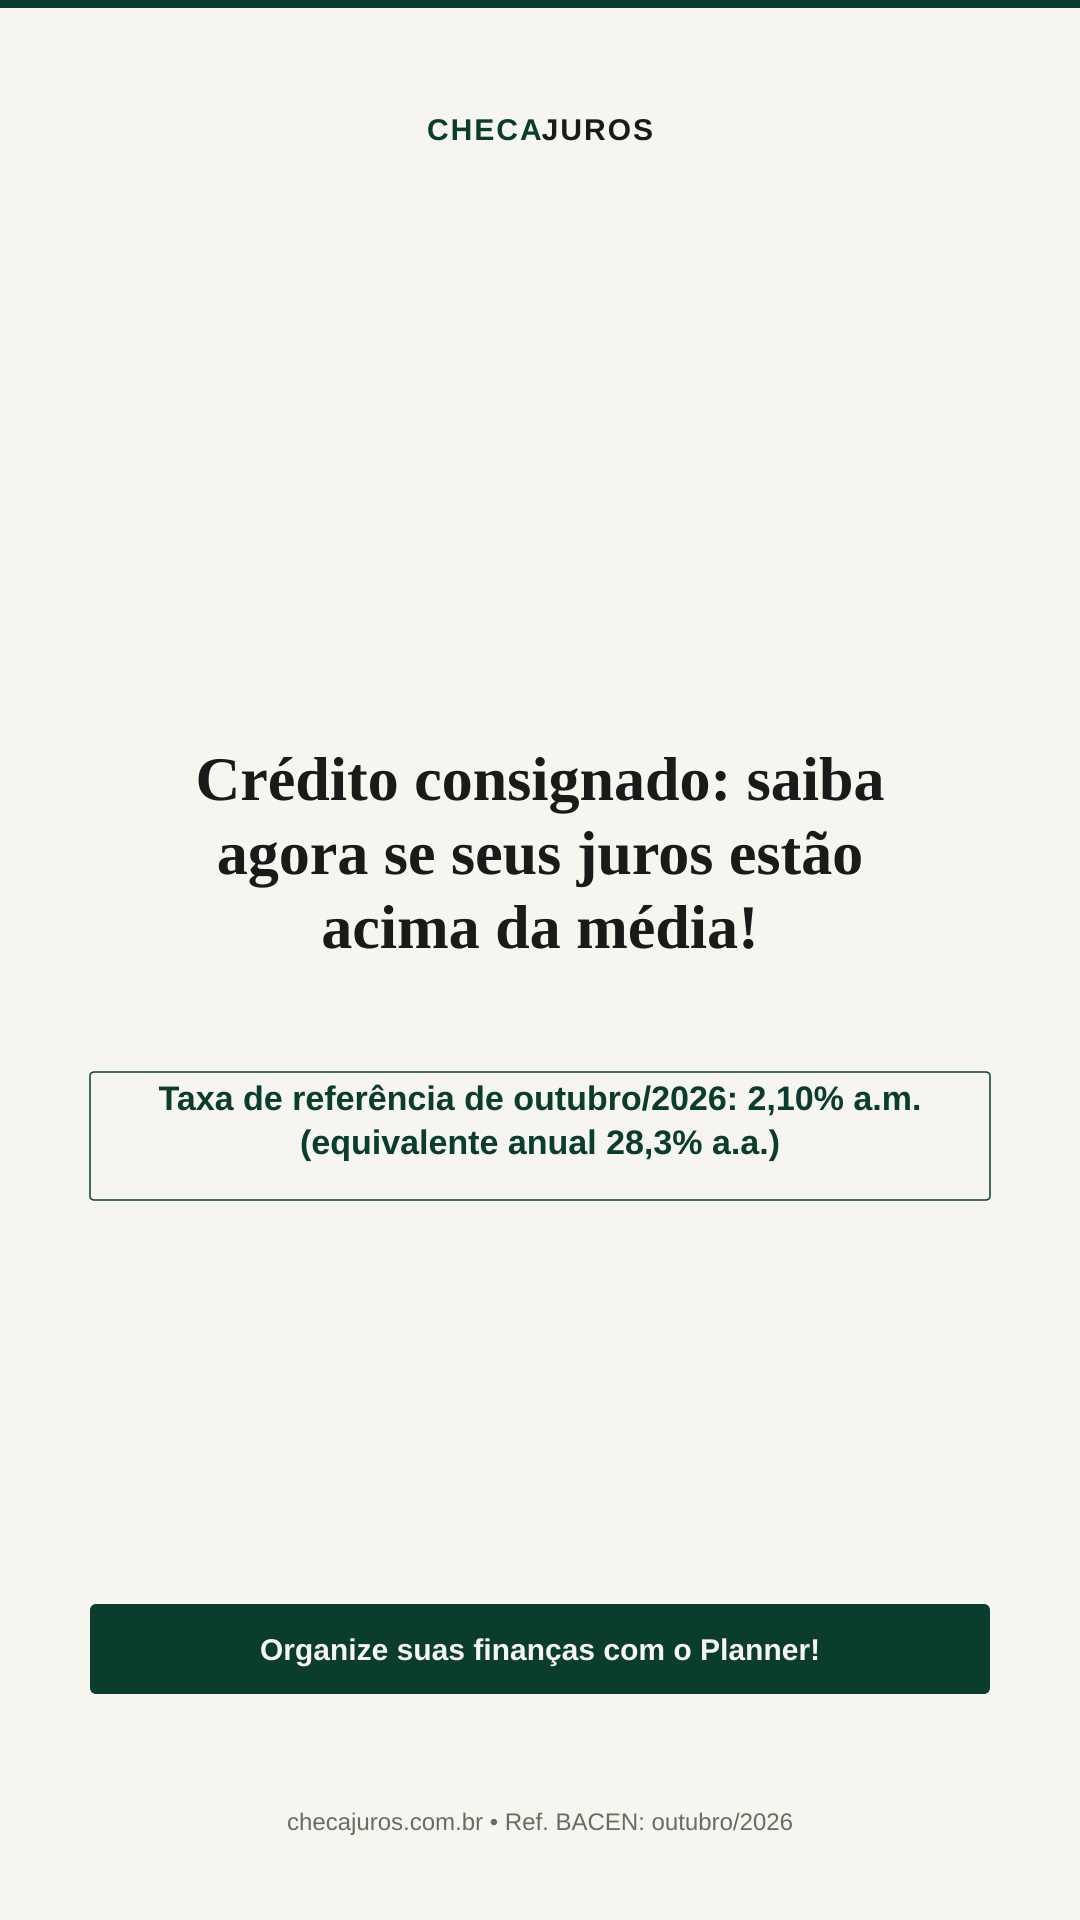 CHECAJUROS
Crédito consignado: saiba
agora se seus juros estão
acima da média!
Taxa de referência de outubro/2026: 2,10% a.m.
(equivalente anual 28,3% a.a.)
Organize suas finanças com o Planner!
checajuros.com.br • Ref. BACEN: outubro/2026